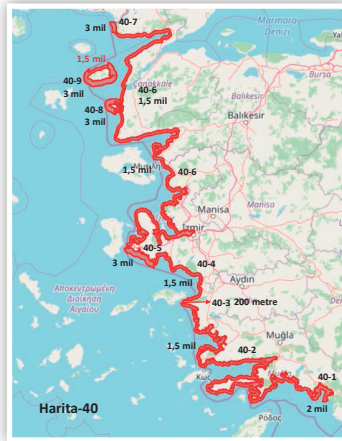 3 mil
40-7
Marmara
Denizi
1,5 mil
Bursa
40-9
Çanakkale
3 mil
40-6
1,5 mil
Balıkesir
Balıkesir
40-8
3 mil
1,5 mil
40-6
Manisa
Manisa
İzmir
40-5
3 mil
40-4
Aydın
1,5 mil
Αποκεντρωμένη
Διοίκηση
Αιγαίου
40-3 200 metre
Muğla
1,5 mil
40-2
Κως
40-1
Harita-40
2 mil
Ρόδος